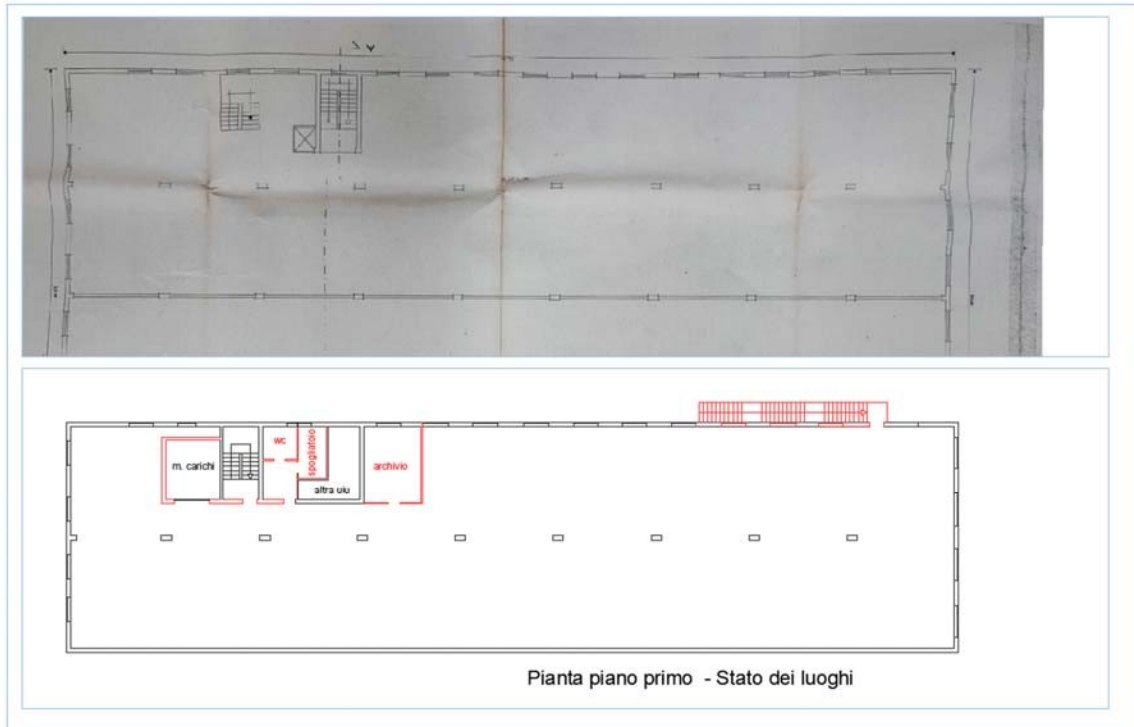 wc
spogliatoio
m. carichi
archivio
altra uiu
Pianta piano primo - Stato dei luoghi